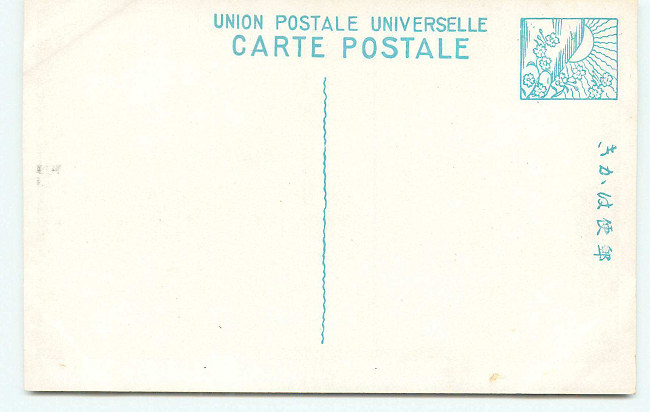 UNION POSTALE UNIVERSELLE
CARTE POSTALE
きかは便郵